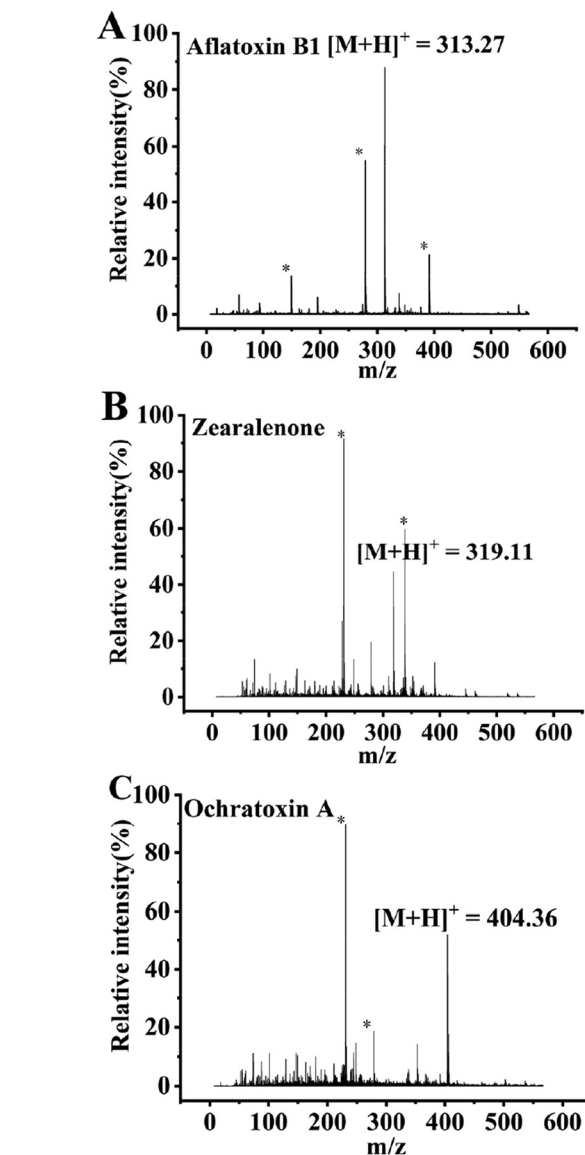 A
Aflatoxin B1 [M+H]+ = 313.27
Relative intensity(%)
100
80
60
40
20
0
* * *
0 100 200 300 400 500 600
m/z
B
Zearalenone
[M+H]+ = 319.11
Relative intensity(%)
100
80
60
40
20
0
* *
0 100 200 300 400 500 600
m/z
C
Ochratoxin A
[M+H]+ = 404.36
Relative intensity(%)
100
80
60
40
20
0
* *
0 100 200 300 400 500 600
m/z